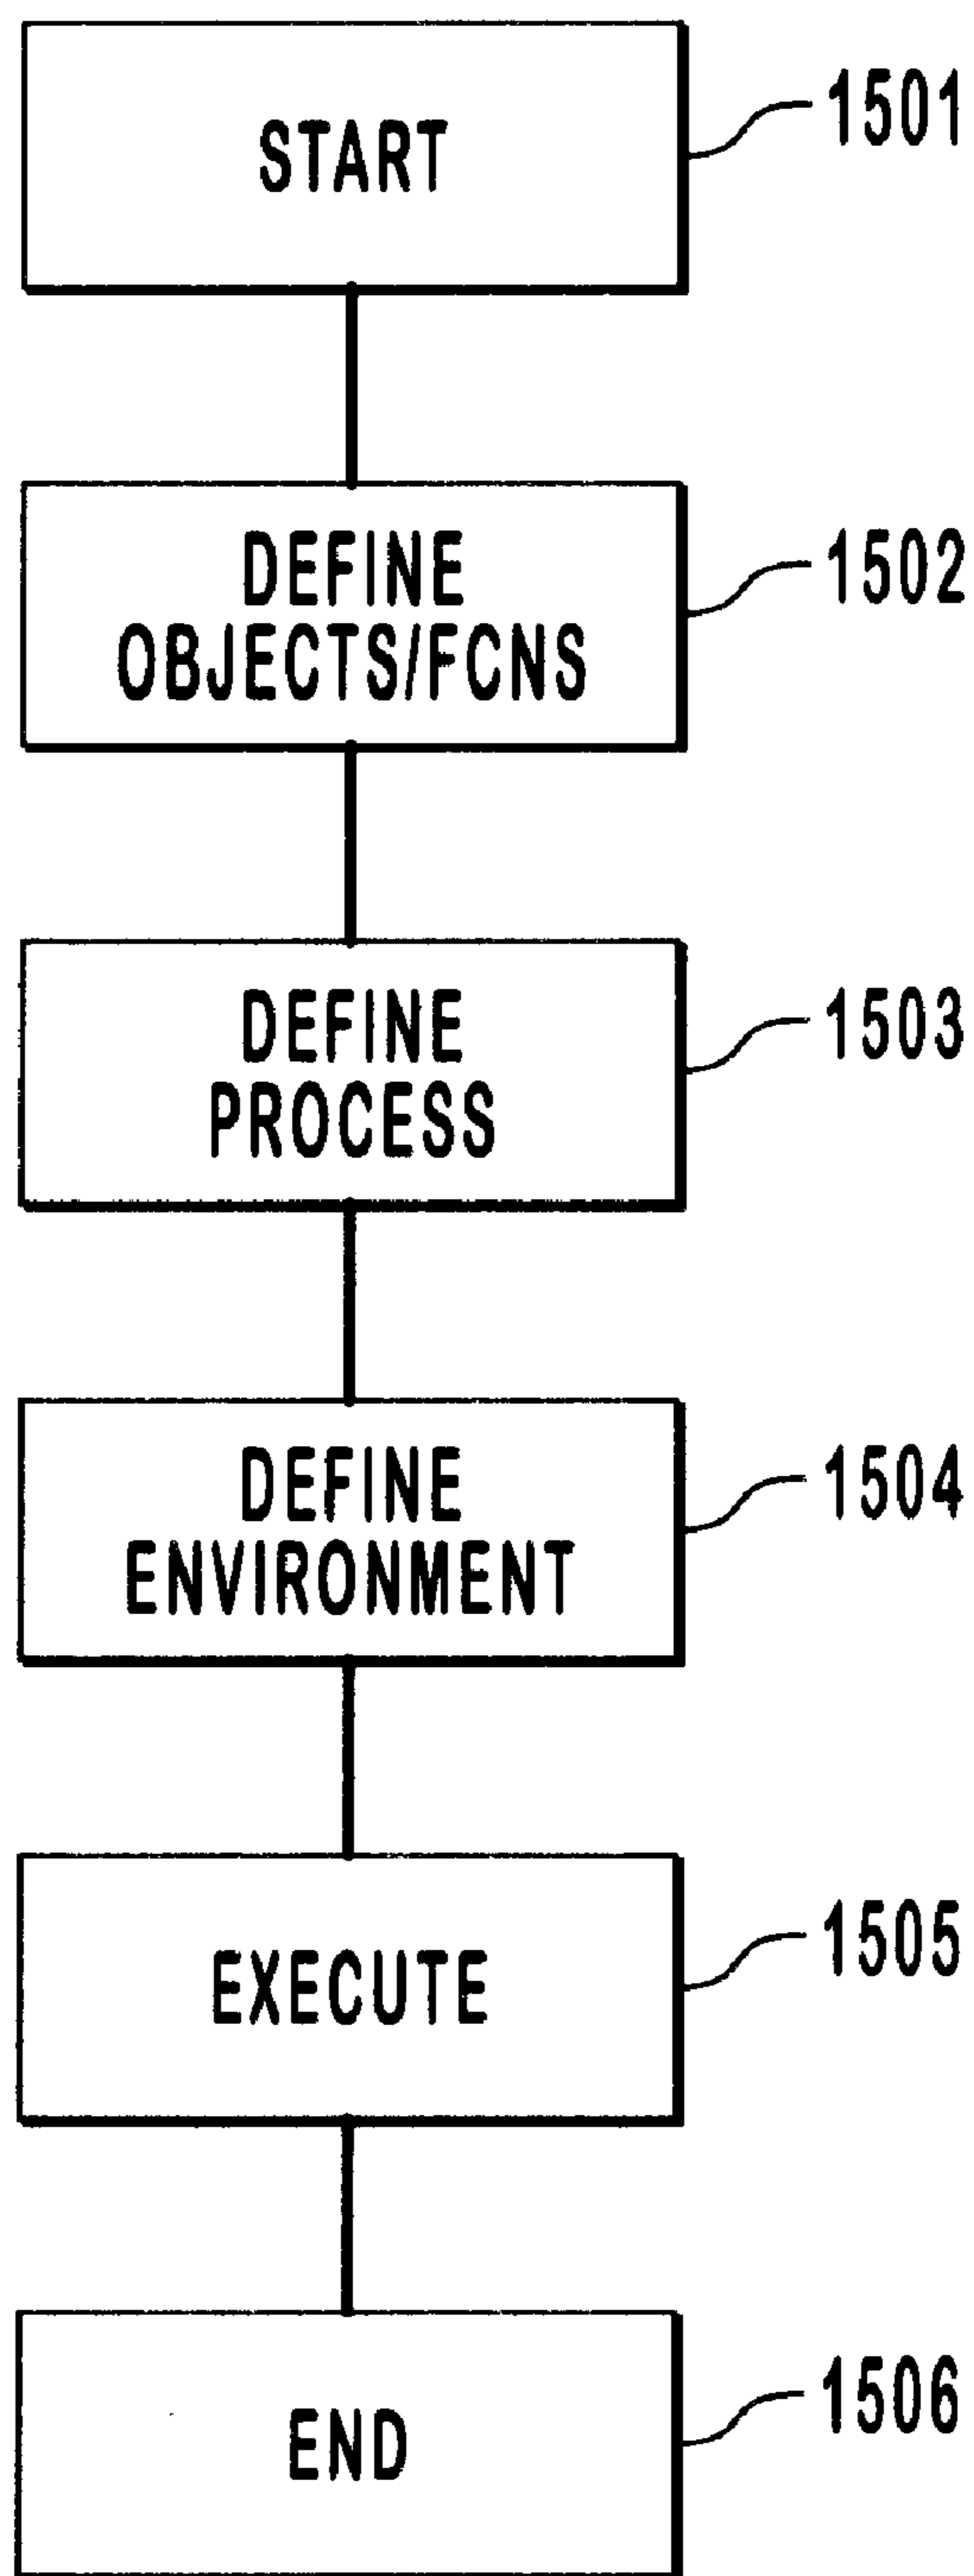 START
1501
DEFINE
OBJECTS/FCNS
1502
DEFINE
PROCESS
1503
DEFINE
ENVIRONMENT
1504
EXECUTE
1505
END
1506